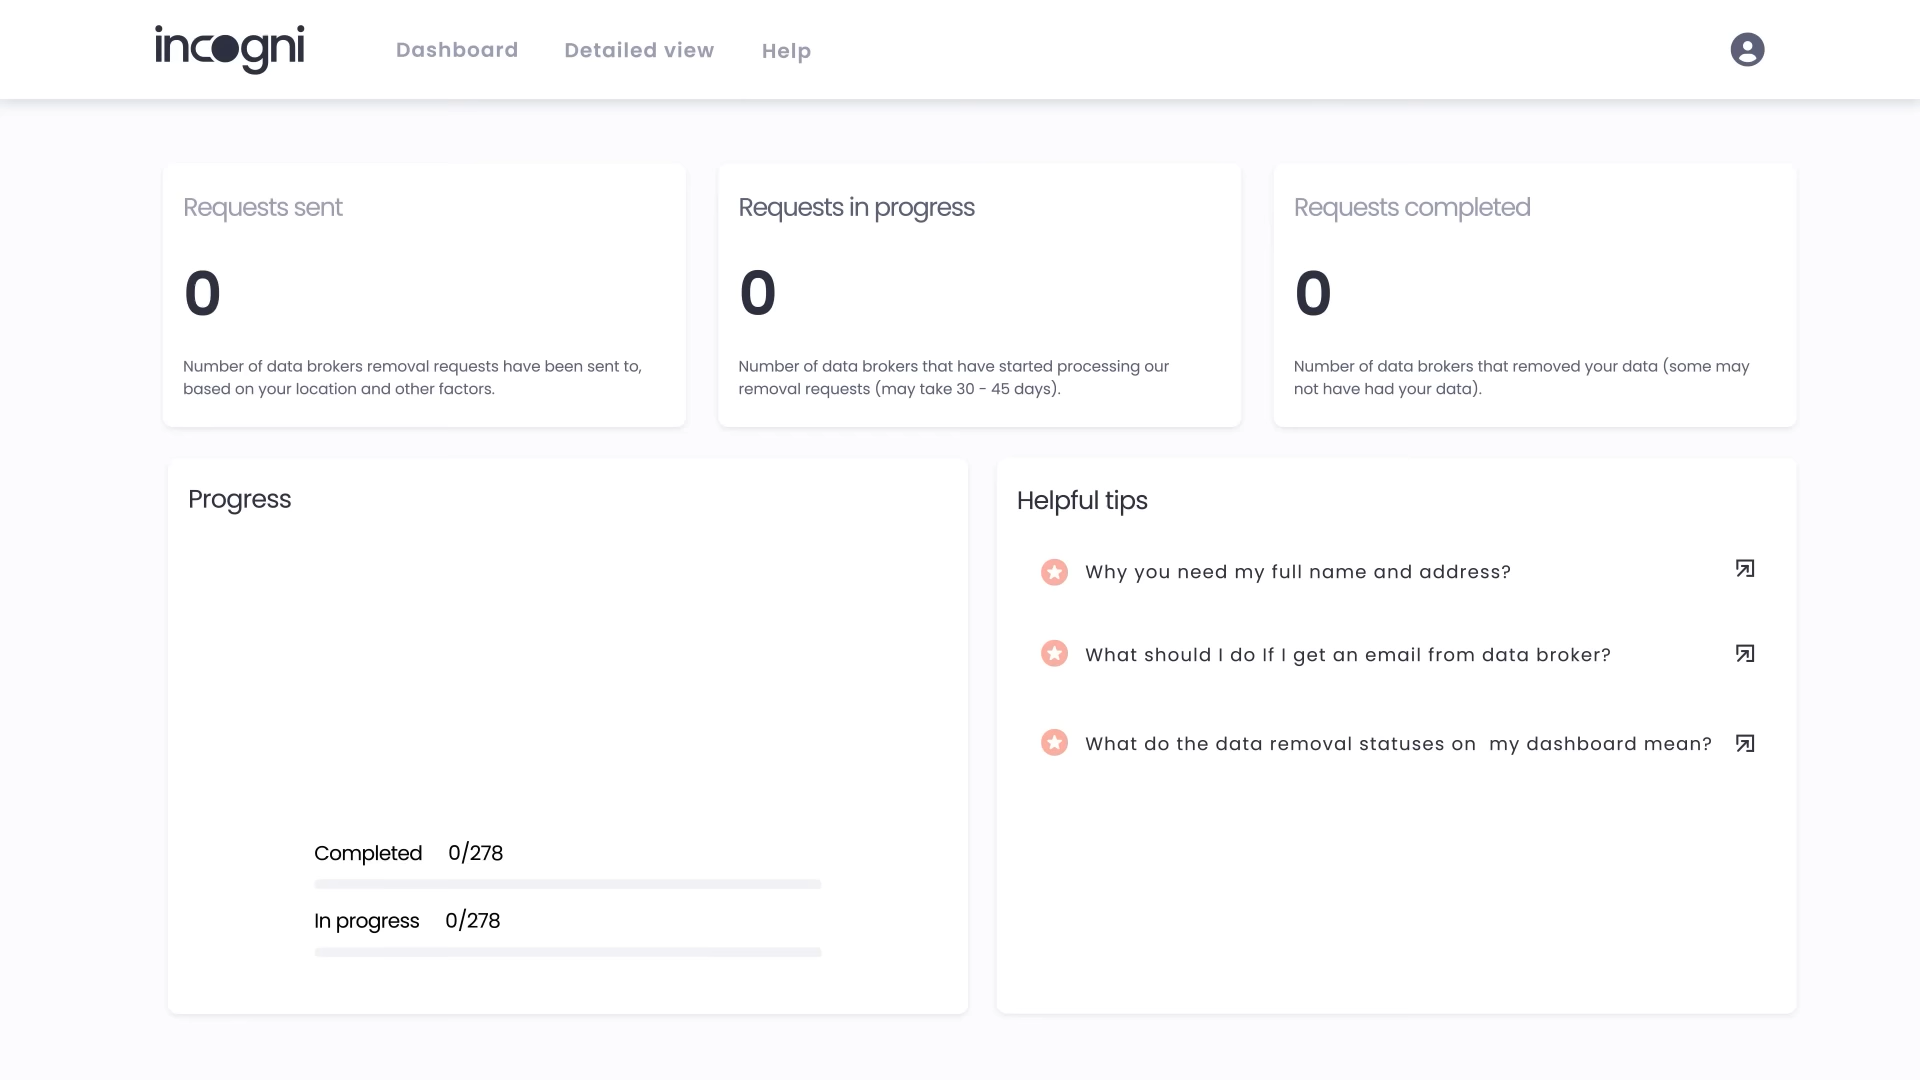 incogni
Dashboard
Detailed view
Help
Requests sent
0
Number of data brokers removal requests have been sent to,
based on your location and other factors.
Requests in progress
0
Number of data brokers that have started processing our
removal requests (may take 30 - 45 days).
Requests completed
0
Number of data brokers that removed your data (some may
not have had your data).
Progress
Completed 0/278
In progress 0/278
Helpful tips
Why you need my full name and address?
What should I do If I get an email from data broker?
What do the data removal statuses on my dashboard mean?